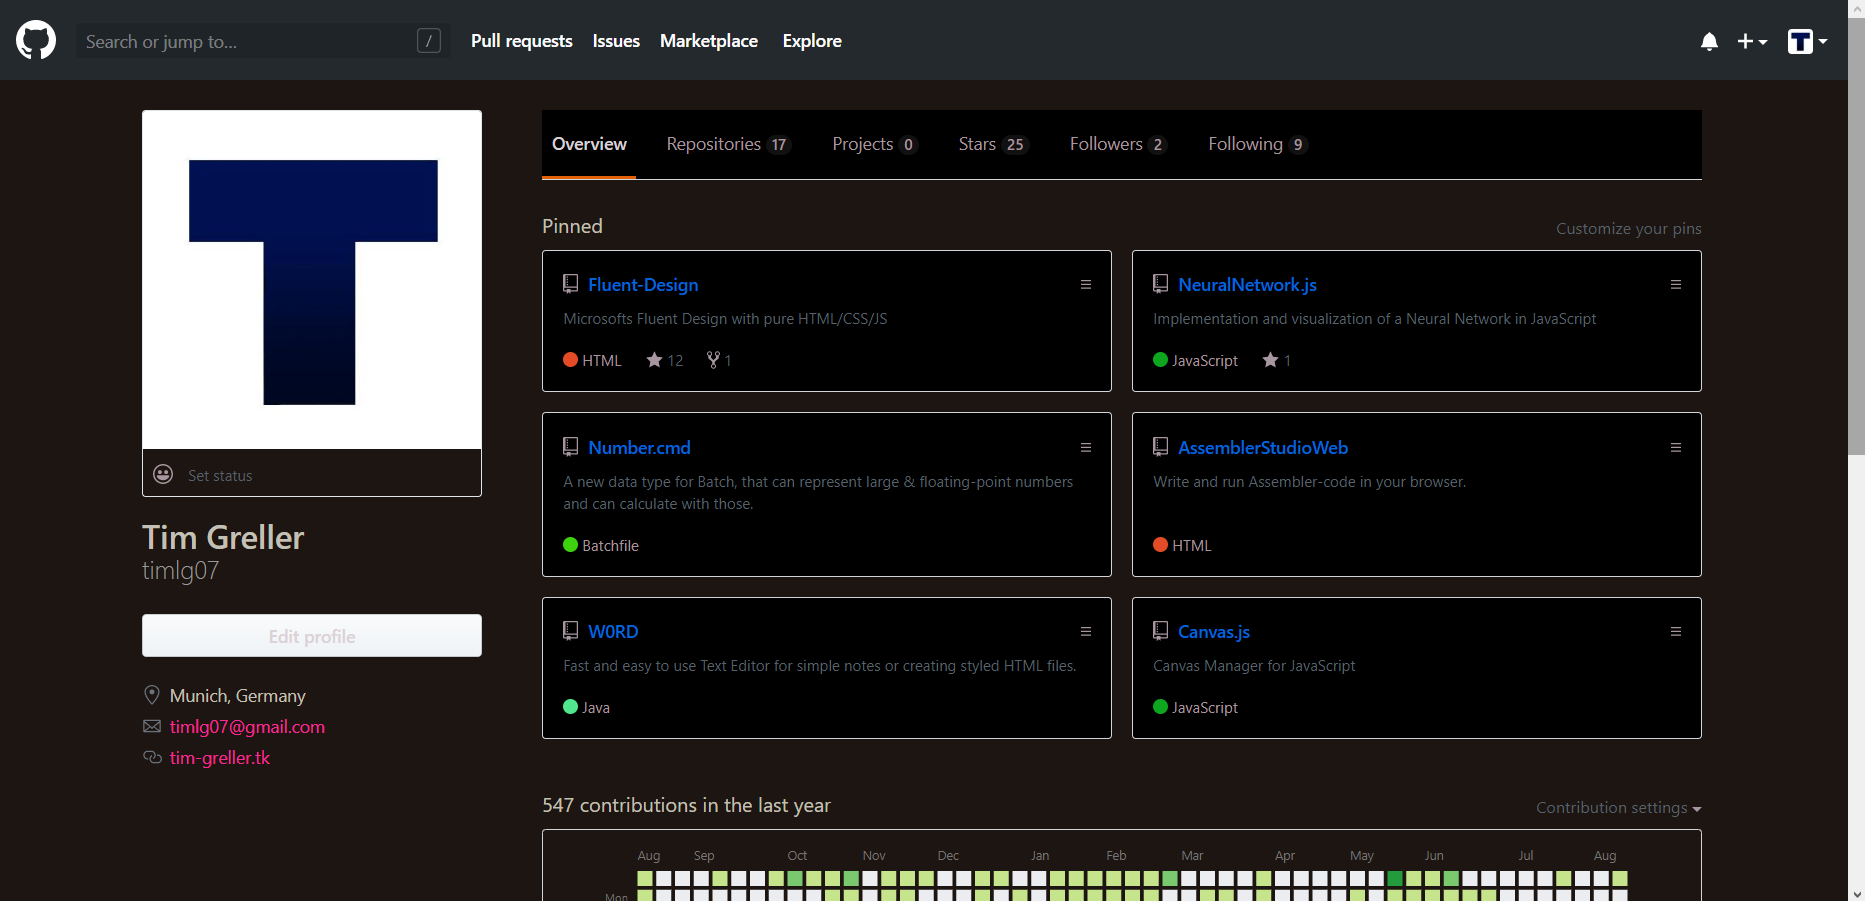 Search or jump to... /
Pull requests Issues Marketplace Explore
T
Overview Repositories 17 Projects 0 Stars 25 Followers 2 Following 9
T
Set status
Tim Greller
timlg07
Edit profile
Munich, Germany
timlg07@gmail.com
tim-greller.tk
Pinned
Customize your pins
Fluent-Design
Microsofts Fluent Design with pure HTML/CSS/JS
HTML 12 1
NeuralNetwork.js
Implementation and visualization of a Neural Network in JavaScript
JavaScript 1
Number.cmd
A new data type for Batch, that can represent large & floating-point numbers
and can calculate with those.
Batchfile
AssemblerStudioWeb
Write and run Assembler-code in your browser.
HTML
W0RD
Fast and easy to use Text Editor for simple notes or creating styled HTML files.
Java
Canvas.js
Canvas Manager for JavaScript
JavaScript
547 contributions in the last year
Contribution settings
Aug Sep Oct Nov Dec Jan Feb Mar Apr May Jun Jul Aug
Mon